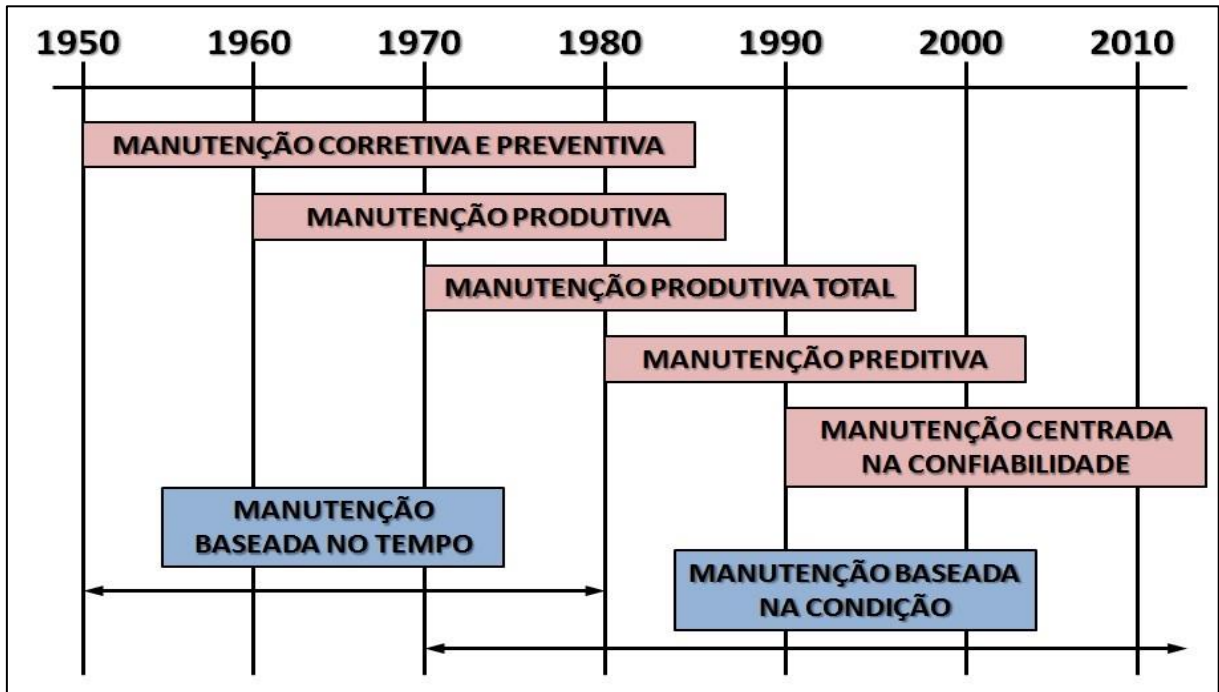 1950 1960 1970 1980 1990 2000 2010
MANUTENÇÃO CORRETIVA E PREVENTIVA
MANUTENÇÃO PRODUTIVA
MANUTENÇÃO PRODUTIVA TOTAL
MANUTENÇÃO PREDITIVA
MANUTENÇÃO CENTRADA
NA CONFIABILIDADE
MANUTENÇÃO
BASEADA NO TEMPO
MANUTENÇÃO BASEADA
NA CONDIÇÃO